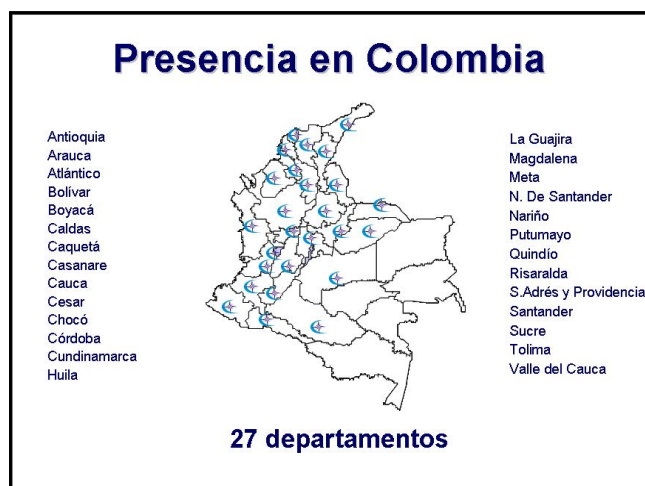 Presencia en Colombia
Antioquia
Arauca
Atlántico
Bolívar
Boyacá
Caldas
Caquetá
Casanare
Cauca
Cesar
Chocó
Córdoba
Cundinamarca
Huila
La Guajira
Magdalena
Meta
N. De Santander
Nariño
Putumayo
Quindío
Risaralda
S.Adrés y Providencia
Santander
Sucre
Tolima
Valle del Cauca
27 departamentos